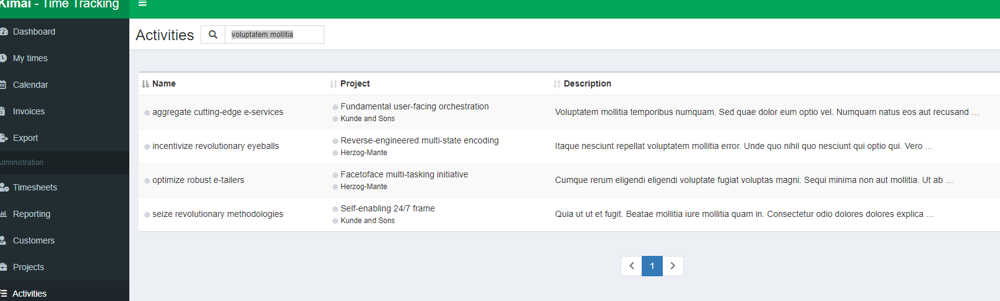 Kimai - Time Tracking
Dashboard
My times
Calendar
Invoices
Export
Administration
Timesheets
Reporting
Customers
Projects
Activities
Activities voluptatem mollitia
Name Project Description
aggregate cutting-edge e-services Fundamental user-facing orchestration Voluptatem mollitia temporibus numquam. Sed quae dolor eum optio vel. Numquam natus eos aut recusand …
Kunde and Sons
incentivize revolutionary eyeballs Reverse-engineered multi-state encoding Itaque nesciunt repellat voluptatem mollitia error. Unde quo nihil quo nesciunt qui optio qui. Vero …
Herzog-Mante
optimize robust e-tailers Facetoface multi-tasking initiative Cumque rerum eligendi eligendi voluptate fugiat voluptas magni. Sequi minima non aut mollitia. Ut ab …
Herzog-Mante
seize revolutionary methodologies Self-enabling 24/7 frame Quia ut ut et fugit. Beatae mollitia iure mollitia quam in. Consectetur odio dolores dolores explica …
Kunde and Sons
1